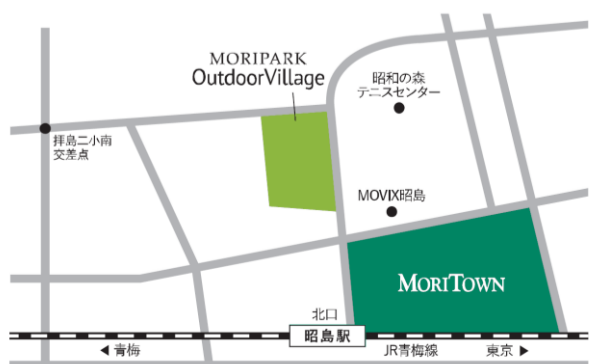 MORIPARK
OutdoorVillage
昭和の森
テニスセンター
拝島二小南
交差点
MOVIX昭島
MORITOWN
北口
昭島駅
◀ 青梅
JR青梅線
東京 ▶